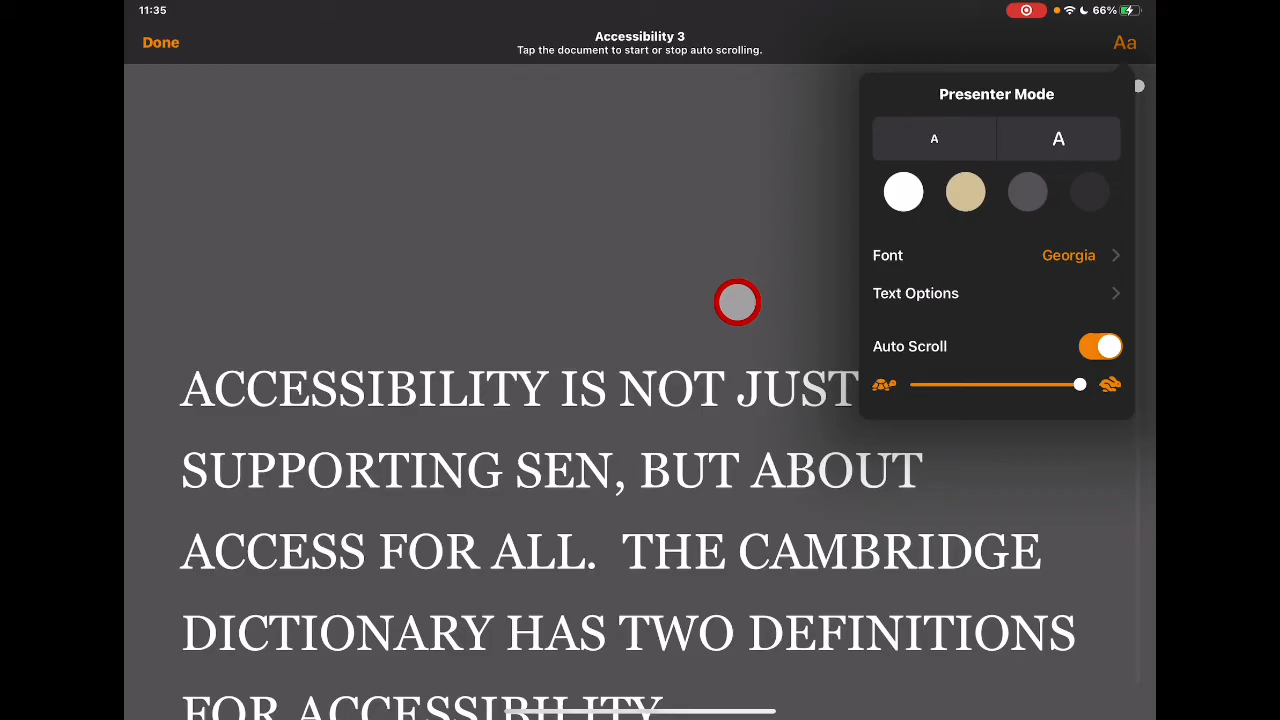 11:35
66%
Done
Accessibility 3
Tap the document to start or stop auto scrolling.
Aa
Presenter Mode
A
A
Font
Georgia
Text Options
Auto Scroll
ACCESSIBILITY IS NOT JUST
SUPPORTING SEN, BUT ABOUT
ACCESS FOR ALL.  THE CAMBRIDGE
DICTIONARY HAS TWO DEFINITIONS
FOR ACCESSIBILITY